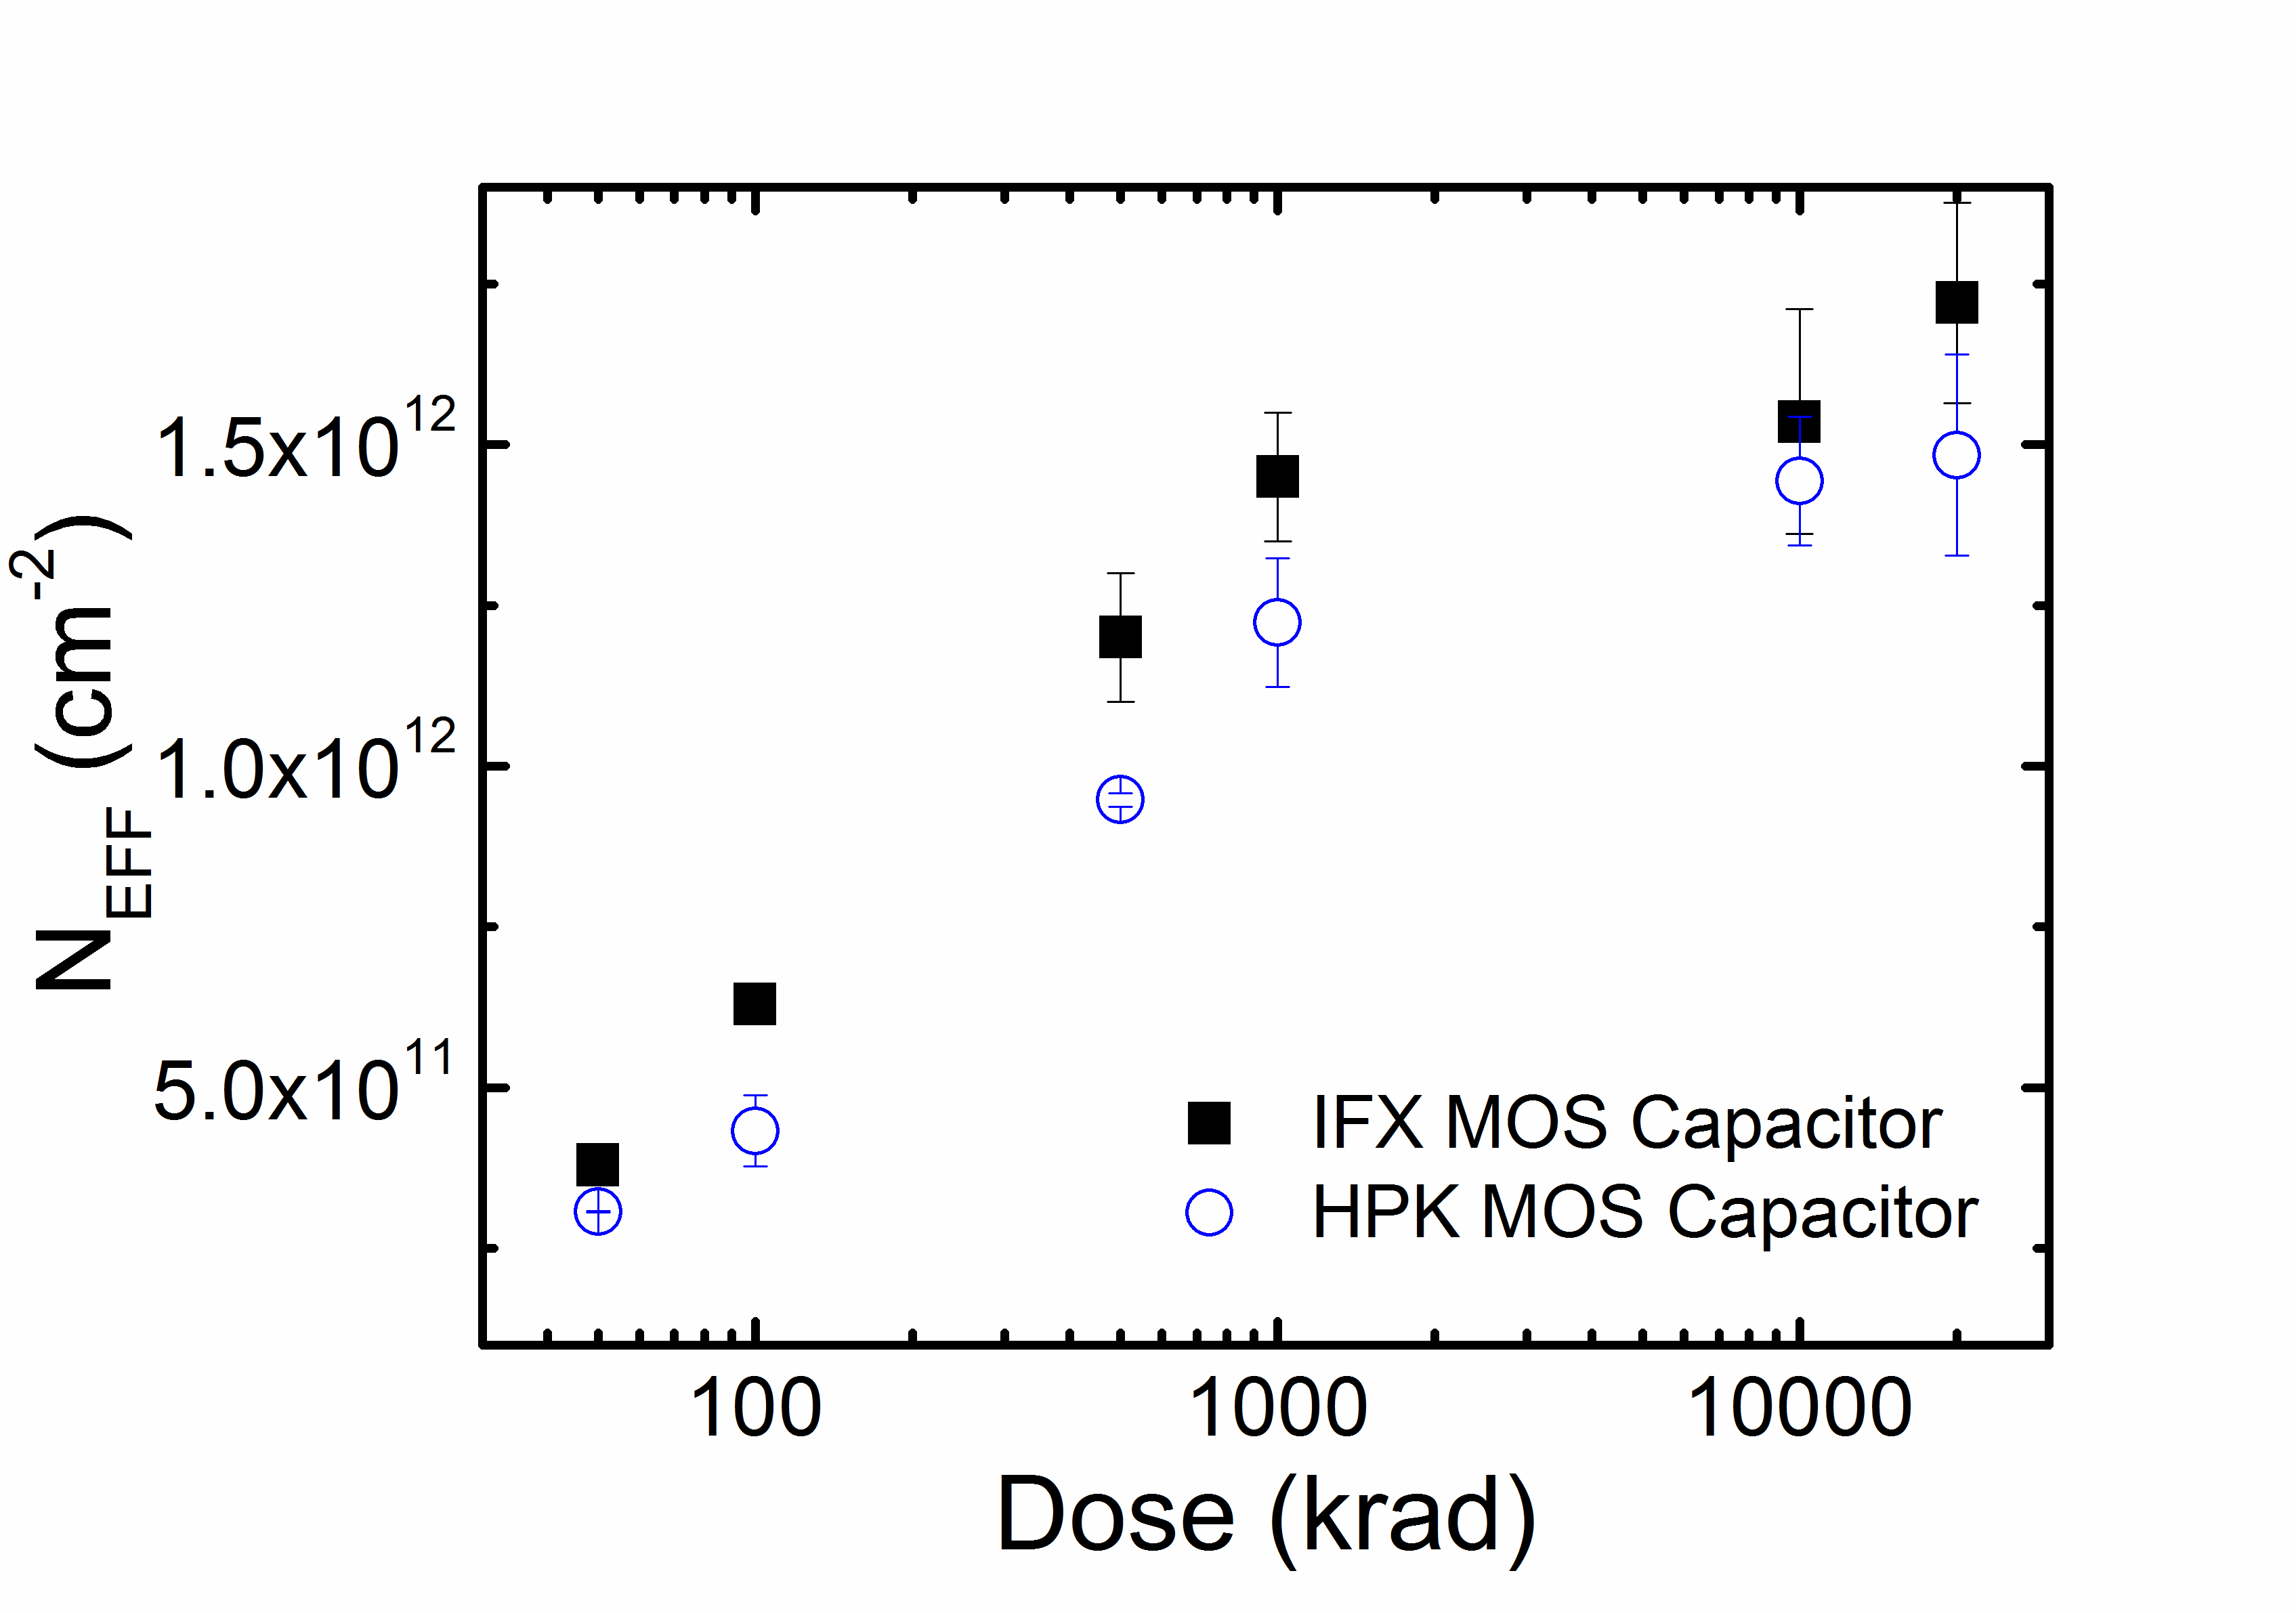 1.5x10^12
1.0x10^12
5.0x10^11
N_EFF (cm^-2)
IFX MOS Capacitor
HPK MOS Capacitor
100 1000 10000
Dose (krad)